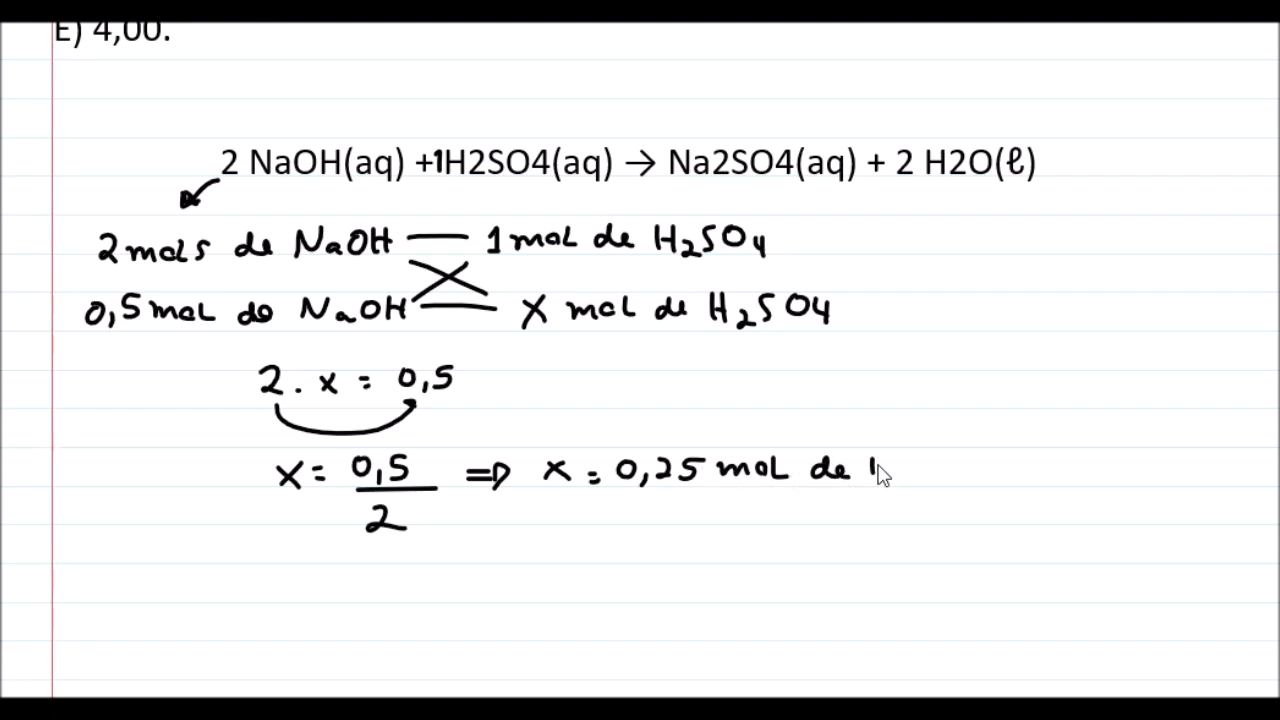 E) 4,00.
2 NaOH(aq) +1H2SO4(aq) → Na2SO4(aq) + 2 H2O(ℓ)
2 mols de NaOH — 1 mol de H₂SO₄
0,5 mol de NaOH — X mol de H₂SO₄
2 . x = 0,5
x = 0,5/2 ⇒ x = 0,25 mol de